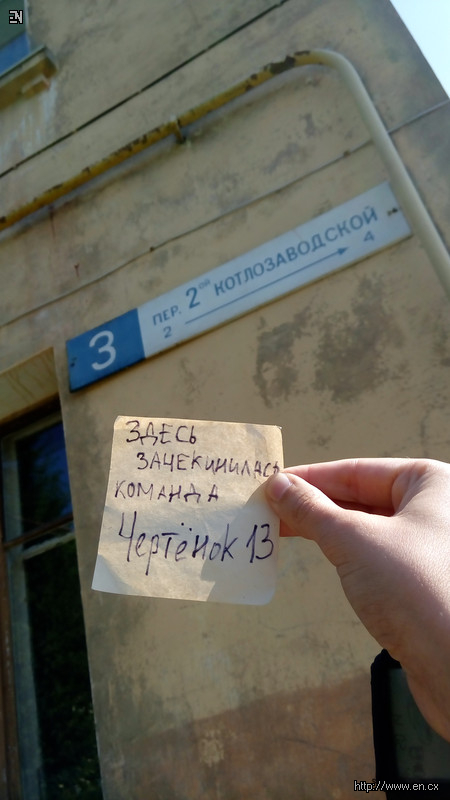 EN
3
ПЕР. 2ОЙ КОТЛОЗАВОДСКОЙ
2 4
ЗДЕСЬ
ЗАЧЕКИНИЛАСЬ
КОМАНДА
Чертёнок 13
http://www.en.cx